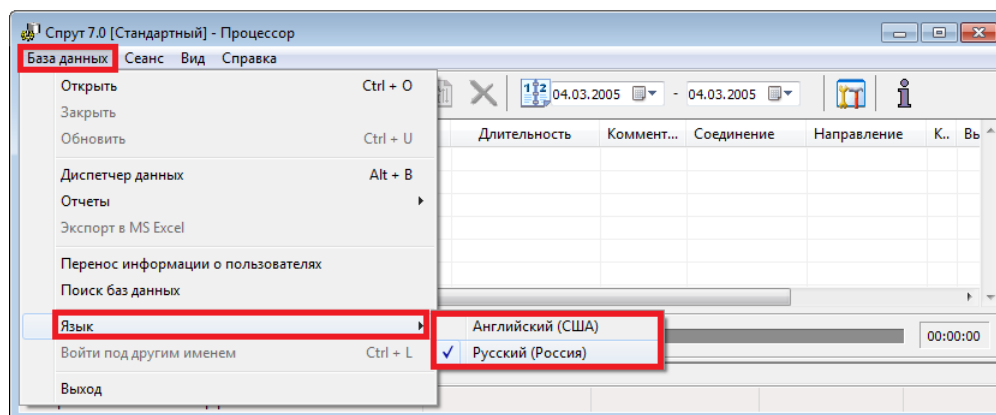 Спрут 7.0 [Стандартный] - Процессор
База данных Сеанс Вид Справка
Открыть Ctrl + O
04.03.2005 - 04.03.2005
Закрыть
Обновить Ctrl + U
Длительность Коммент... Соединение Направление К... Вы
Диспетчер данных Alt + B
Отчеты
Экспорт в MS Excel
Перенос информации о пользователях
Поиск баз данных
Язык
Английский (США)
00:00:00
Войти под другим именем Ctrl + L
Русский (Россия)
Выход